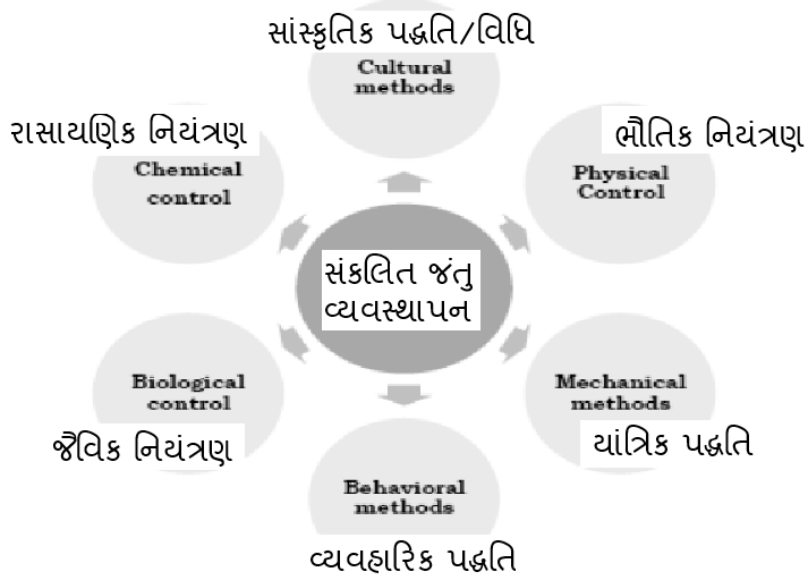 સાંસ્કૃતિક પદ્ધતિ/વિધિ
Cultural
methods
રાસાયણિક નિયંત્રણ
Chemical
control
ભૌતિક નિયંત્રણ
Physical
Control
સંકલિત જંતુ
વ્યવસ્થાપન
Biological
control
જૈવિક નિયંત્રણ
Mechanical
methods
યાંત્રિક પદ્ધતિ
Behavioral
methods
વ્યવહારિક પદ્ધતિ